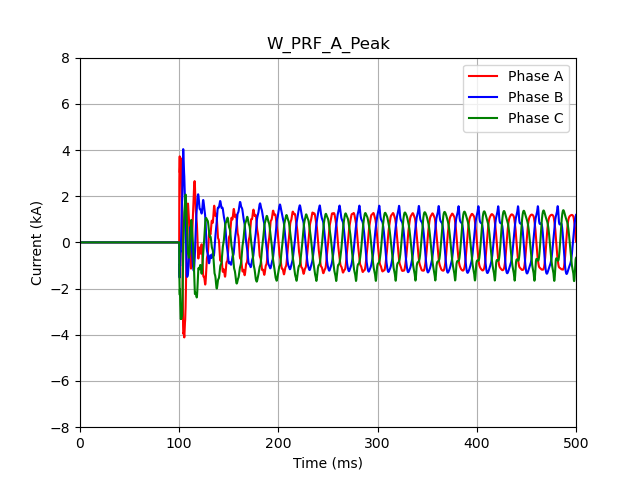 W_PRF_A_Peak
Phase A
Phase B
Phase C
8
6
4
2
0
−2
−4
−6
−8
Current (kA)
0 100 200 300 400 500
Time (ms)